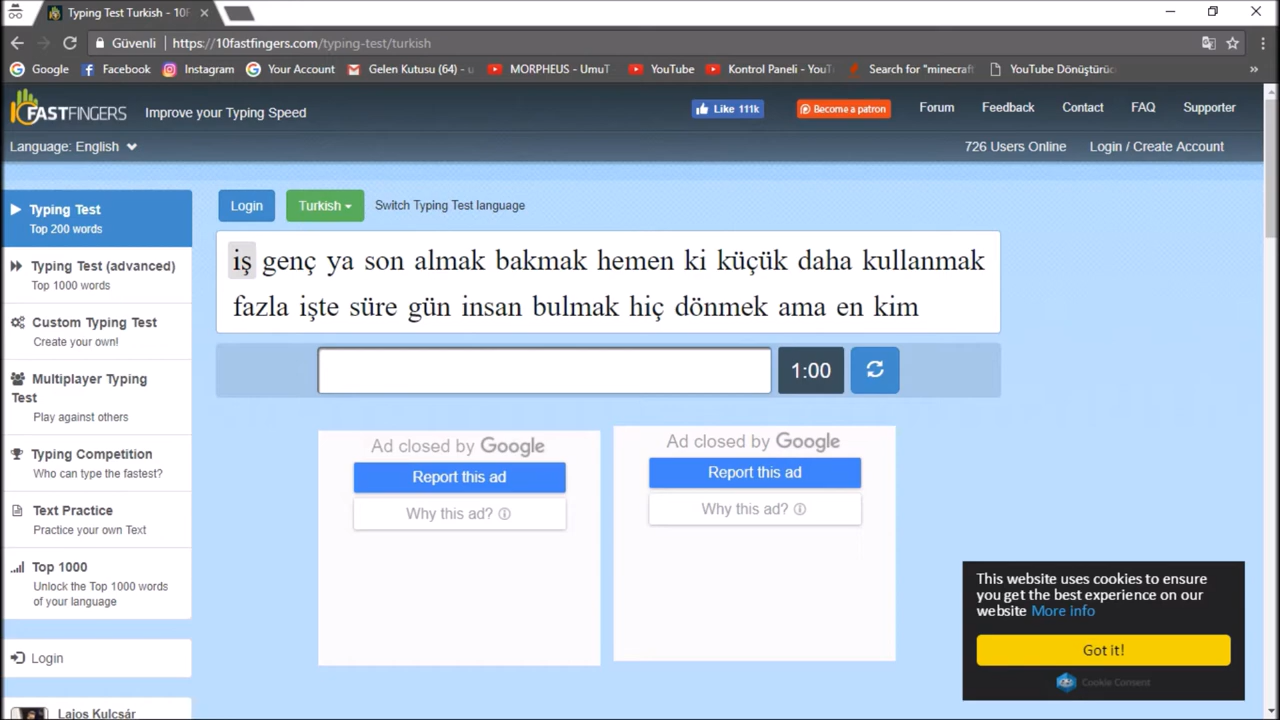 Typing Test Turkish - 10F
Güvenli
https://10fastfingers.com/typing-test/turkish
Google Facebook Instagram Your Account Gelen Kutusu (64) - u MORPHEUS - UmuT YouTube Kontrol Paneli - YouT Search for "minecraft YouTube Dönüştürüc
FASTFINGERS Improve your Typing Speed Like 111k Become a patron Forum Feedback Contact FAQ Supporter
Language: English 726 Users Online Login / Create Account
Typing Test
Top 200 words
Typing Test (advanced)
Top 1000 words
Custom Typing Test
Create your own!
Multiplayer Typing
Test
Play against others
Typing Competition
Who can type the fastest?
Text Practice
Practice your own Text
Top 1000
Unlock the Top 1000 words
of your language
Login
Lajos Kulcsár
Login Turkish Switch Typing Test language
iş genç ya son almak bakmak hemen ki küçük daha kullanmak
fazla işte süre gün insan bulmak hiç dönmek ama en kim
1:00
Ad closed by Google
Report this ad
Why this ad?
Ad closed by Google
Report this ad
Why this ad?
This website uses cookies to ensure
you get the best experience on our
website More info
Got it!
Cookie Consent